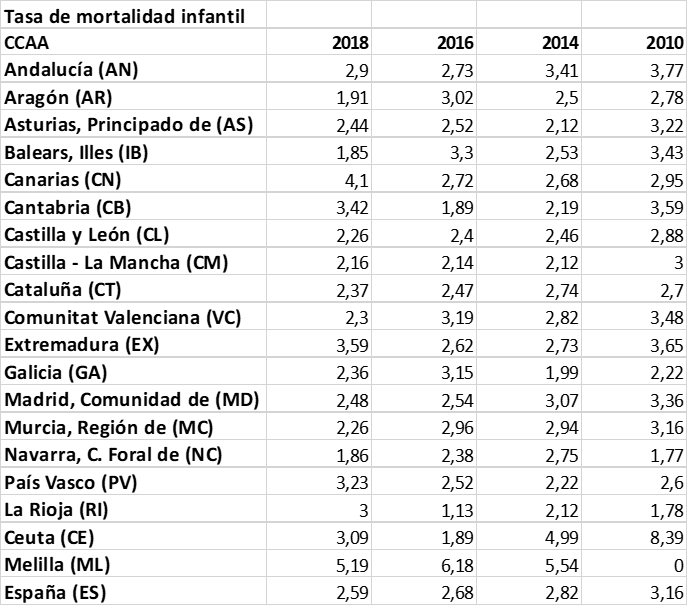 Tasa de mortalidad infantil
CCAA 2018 2016 2014 2010
Andalucía (AN) 2,9 2,73 3,41 3,77
Aragón (AR) 1,91 3,02 2,5 2,78
Asturias, Principado de (AS) 2,44 2,52 2,12 3,22
Balears, Illes (IB) 1,85 3,3 2,53 3,43
Canarias (CN) 4,1 2,72 2,68 2,95
Cantabria (CB) 3,42 1,89 2,19 3,59
Castilla y León (CL) 2,26 2,4 2,46 2,88
Castilla - La Mancha (CM) 2,16 2,14 2,12 3
Cataluña (CT) 2,37 2,47 2,74 2,7
Comunitat Valenciana (VC) 2,3 3,19 2,82 3,48
Extremadura (EX) 3,59 2,62 2,73 3,65
Galicia (GA) 2,36 3,15 1,99 2,22
Madrid, Comunidad de (MD) 2,48 2,54 3,07 3,36
Murcia, Región de (MC) 2,26 2,96 2,94 3,16
Navarra, C. Foral de (NC) 1,86 2,38 2,75 1,77
País Vasco (PV) 3,23 2,52 2,22 2,6
La Rioja (RI) 3 1,13 2,12 1,78
Ceuta (CE) 3,09 1,89 4,99 8,39
Melilla (ML) 5,19 6,18 5,54 0
España (ES) 2,59 2,68 2,82 3,16